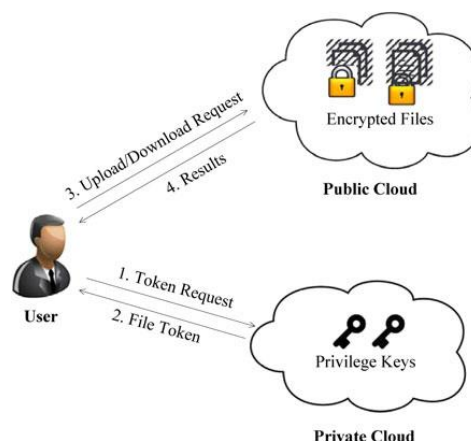 Encrypted Files
Public Cloud
3. Upload/Download Request
4. Results
User
1. Token Request
2. File Token
Privilege Keys
Private Cloud